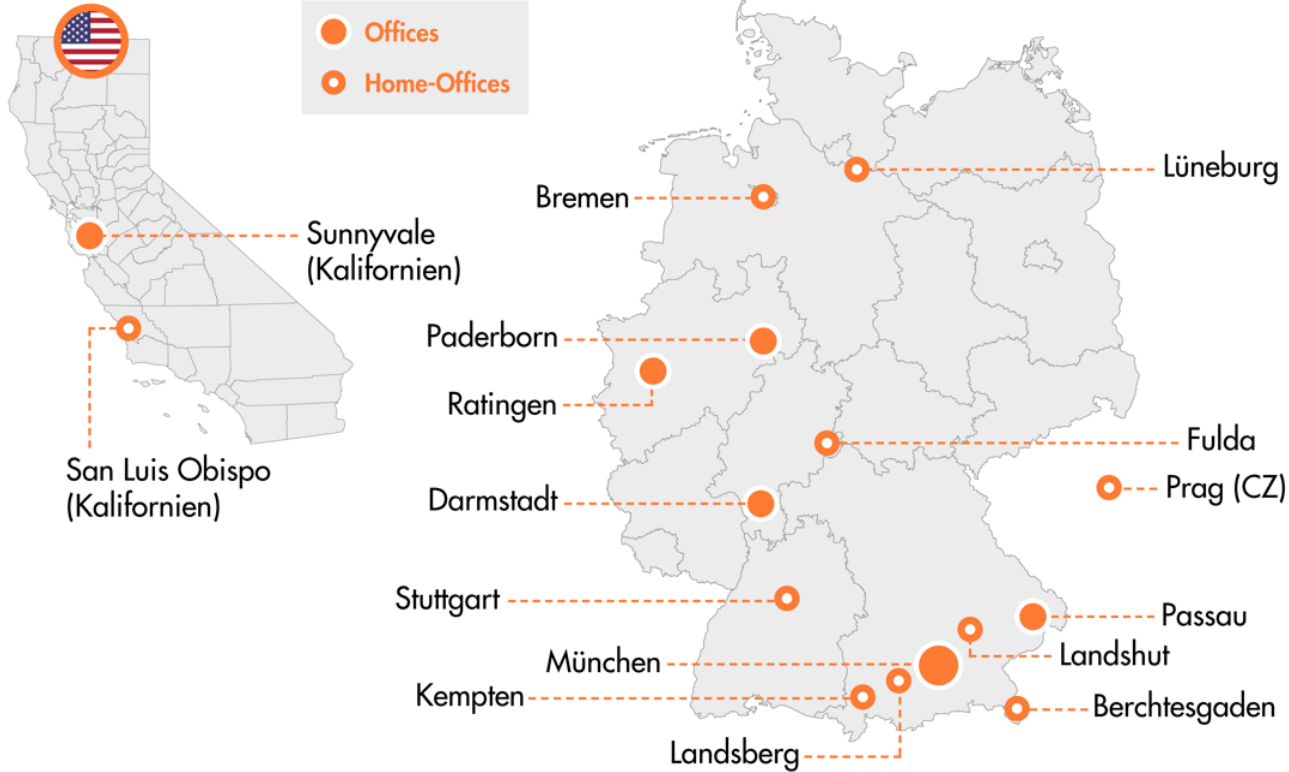 Offices
Home-Offices
Lüneburg
Bremen
Sunnyvale
(Kalifornien)
Paderborn
Ratingen
Fulda
San Luis Obispo
(Kalifornien)
Prag (CZ)
Darmstadt
Stuttgart
Passau
München
Landshut
Kempten
Berchtesgaden
Landsberg